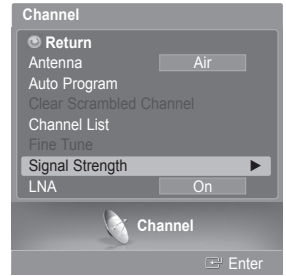 Channel
Return
Antenna Air
Auto Program
Clear Scrambled Channel
Channel List
Fine Tune
Signal Strength ►
LNA On
Channel
Enter